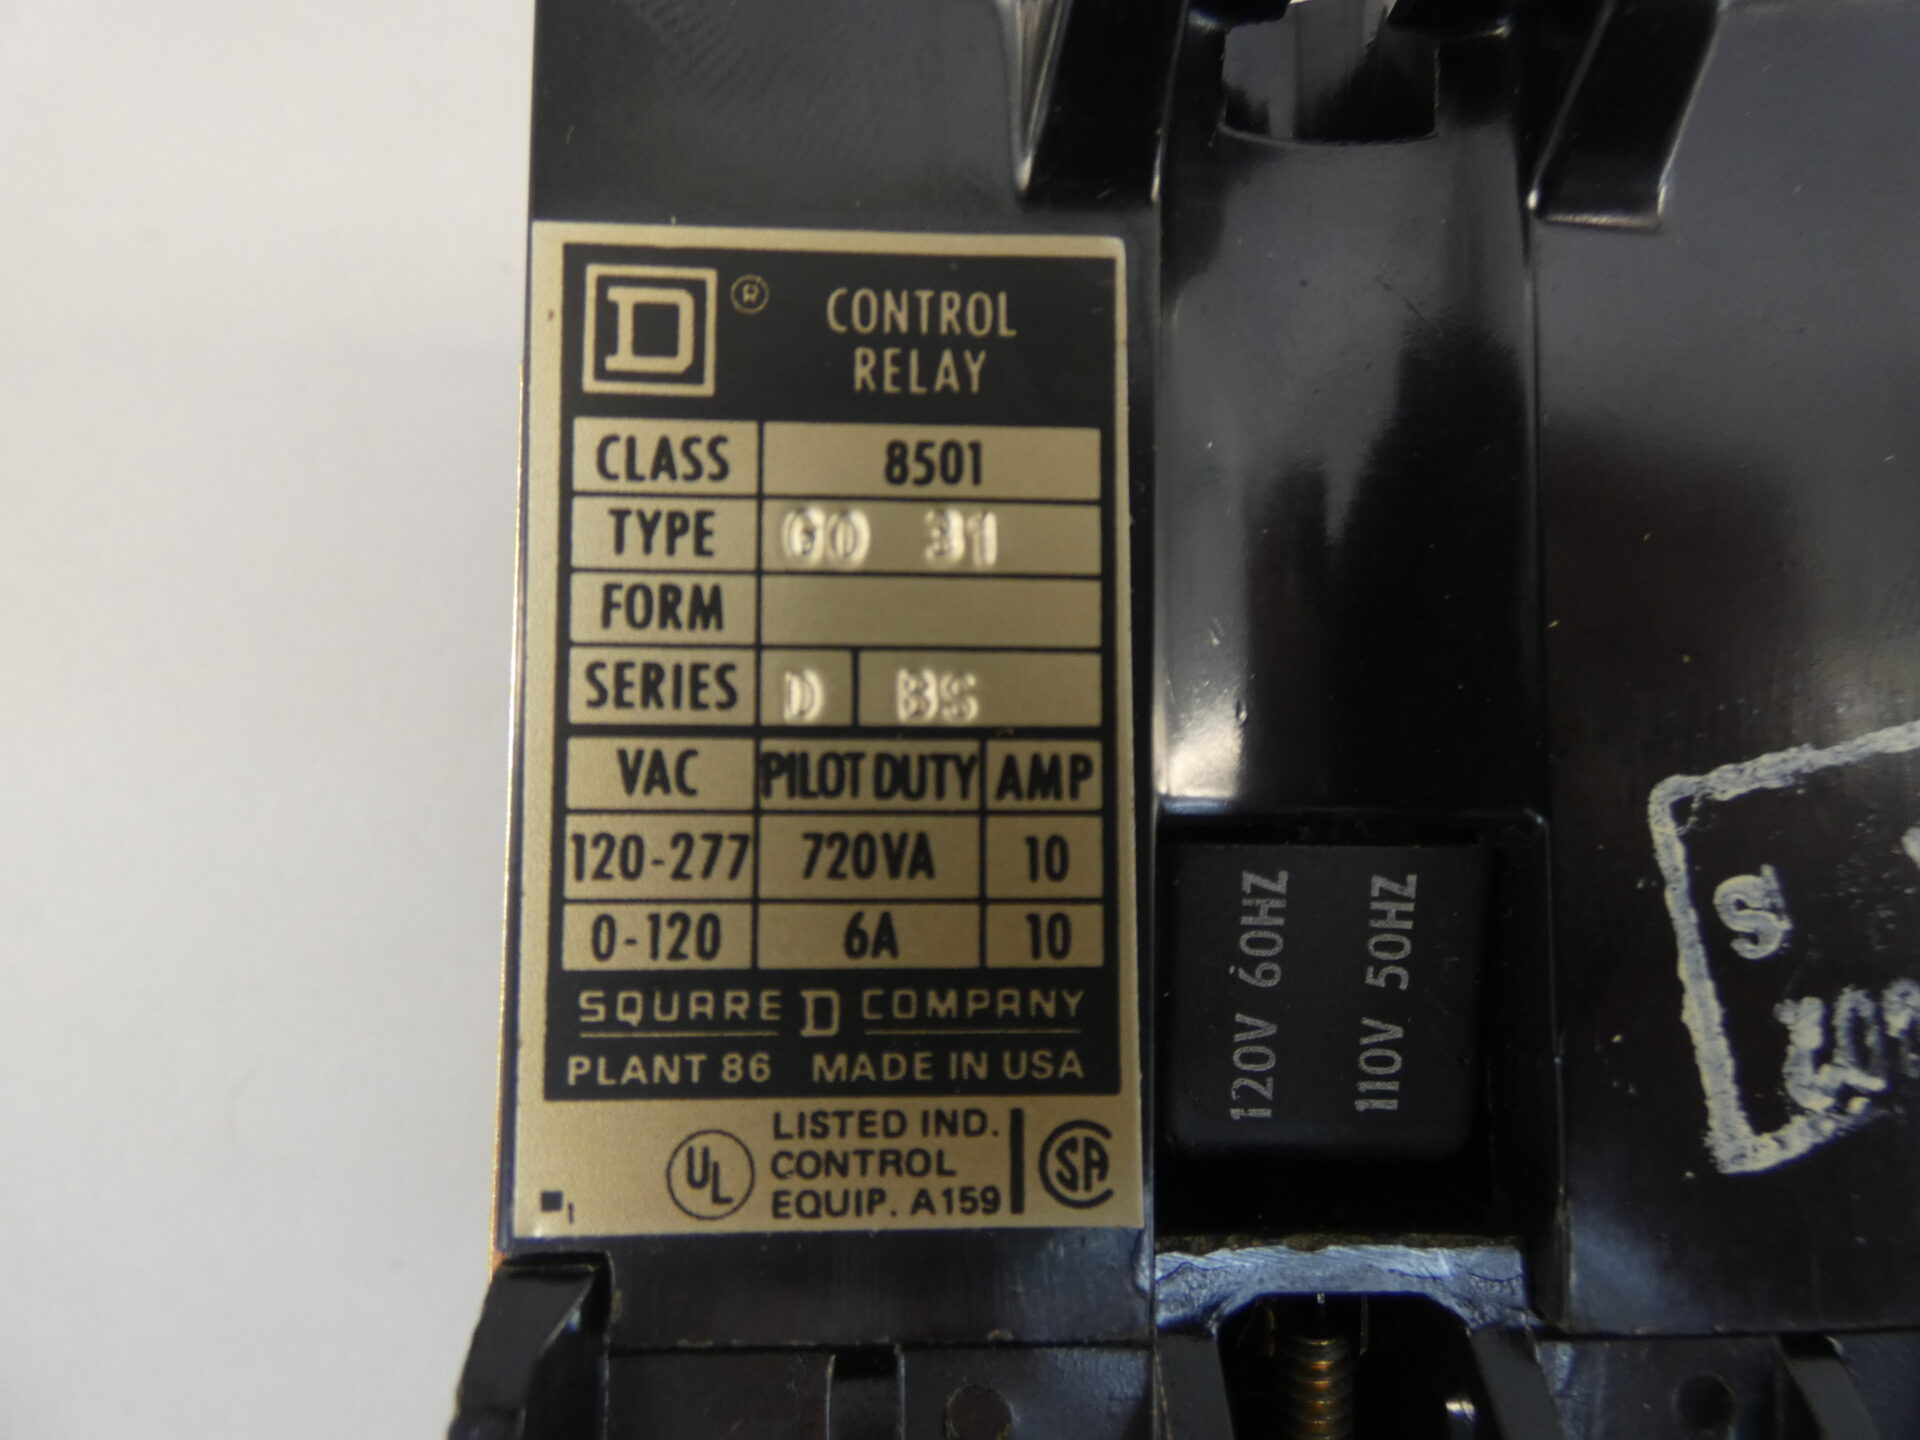 D ®
CONTROL
RELAY
CLASS 8501
TYPE GO 31
FORM
SERIES D BS
VAC PILOT DUTY AMP
120-277 720VA 10
0-120 6A 10
SQUARE D COMPANY
PLANT 86 MADE IN USA
UL LISTED IND.
CONTROL
EQUIP. A159
SA
120V 60HZ
110V 50HZ
S